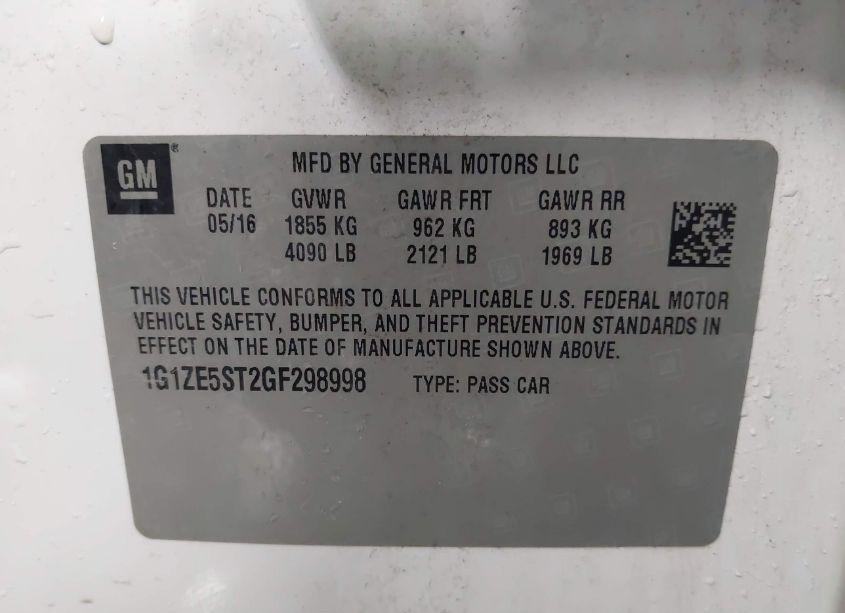 GM ®
MFD BY GENERAL MOTORS LLC
DATE GVWR GAWR FRT GAWR RR
05/16 1855 KG 962 KG 893 KG
4090 LB 2121 LB 1969 LB
THIS VEHICLE CONFORMS TO ALL APPLICABLE U.S. FEDERAL MOTOR
VEHICLE SAFETY, BUMPER, AND THEFT PREVENTION STANDARDS IN
EFFECT ON THE DATE OF MANUFACTURE SHOWN ABOVE.
1G1ZE5ST2GF298998 TYPE: PASS CAR